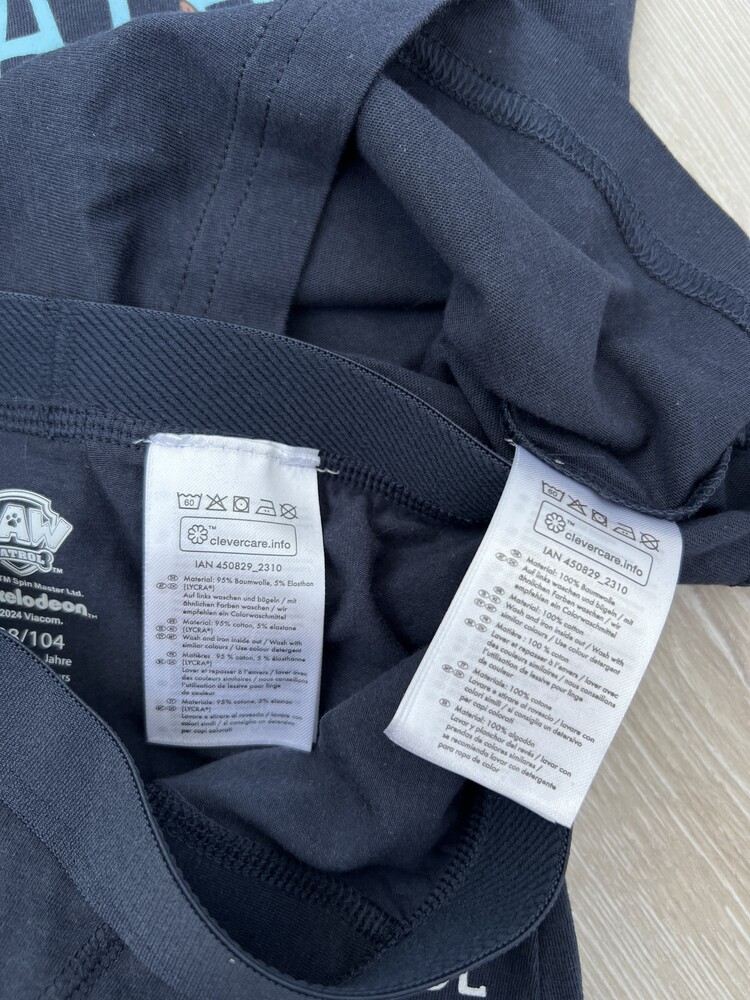 AW
PATROL
TM Spin Master Ltd.
kelodeon
2024 Viacom.
8/104
Jahre
60
clevercare.info
IAN 450829_2310
Material: 95% Baumwolle, 5% Elasthan
(LYCRA®)
Auf links waschen und bügeln / mit
ähnlichen Farben waschen / wir
empfehlen ein Colorwaschmittel
Material: 95% cotton, 5% elastane
(LYCRA®)
Wash and iron inside out / Wash with
similar colours / Use colour detergent
Matières: 95 % coton, 5 % élasthanne
(LYCRA®)
Laver et repasser à l'envers / laver avec
des couleurs similaires / nous conseillons
l'utilisation de lessive pour linge
de couleur
Materiale: 95% cotone, 5% elastan
(LYCRA®)
Lavare e stirare al rovescio / lavare con
colori simili / si consiglia un detersivo
per capi colorati
60
clevercare.info
IAN 450829_2310
Material: 100% Baumwolle
Auf links waschen und bügeln / mit
ähnlichen Farben waschen / wir
empfehlen ein Colorwaschmittel
Material: 100% cotton
Wash and iron inside out / Wash with
similar colours / Use colour detergent
Matière : 100 % coton
Laver et repasser à l'envers / laver avec
des couleurs similaires / nous conseillons
l'utilisation de lessive pour linge
de couleur
Materiale: 100% cotone
Lavare e stirare al rovescio / lavare con
colori simili / si consiglia un detersivo
per capi colorati
Material: 100% algodón
Lavar y planchar del revés / lavar con
prendas de colores similares /
se recomienda lavar con detergente
para ropa de color